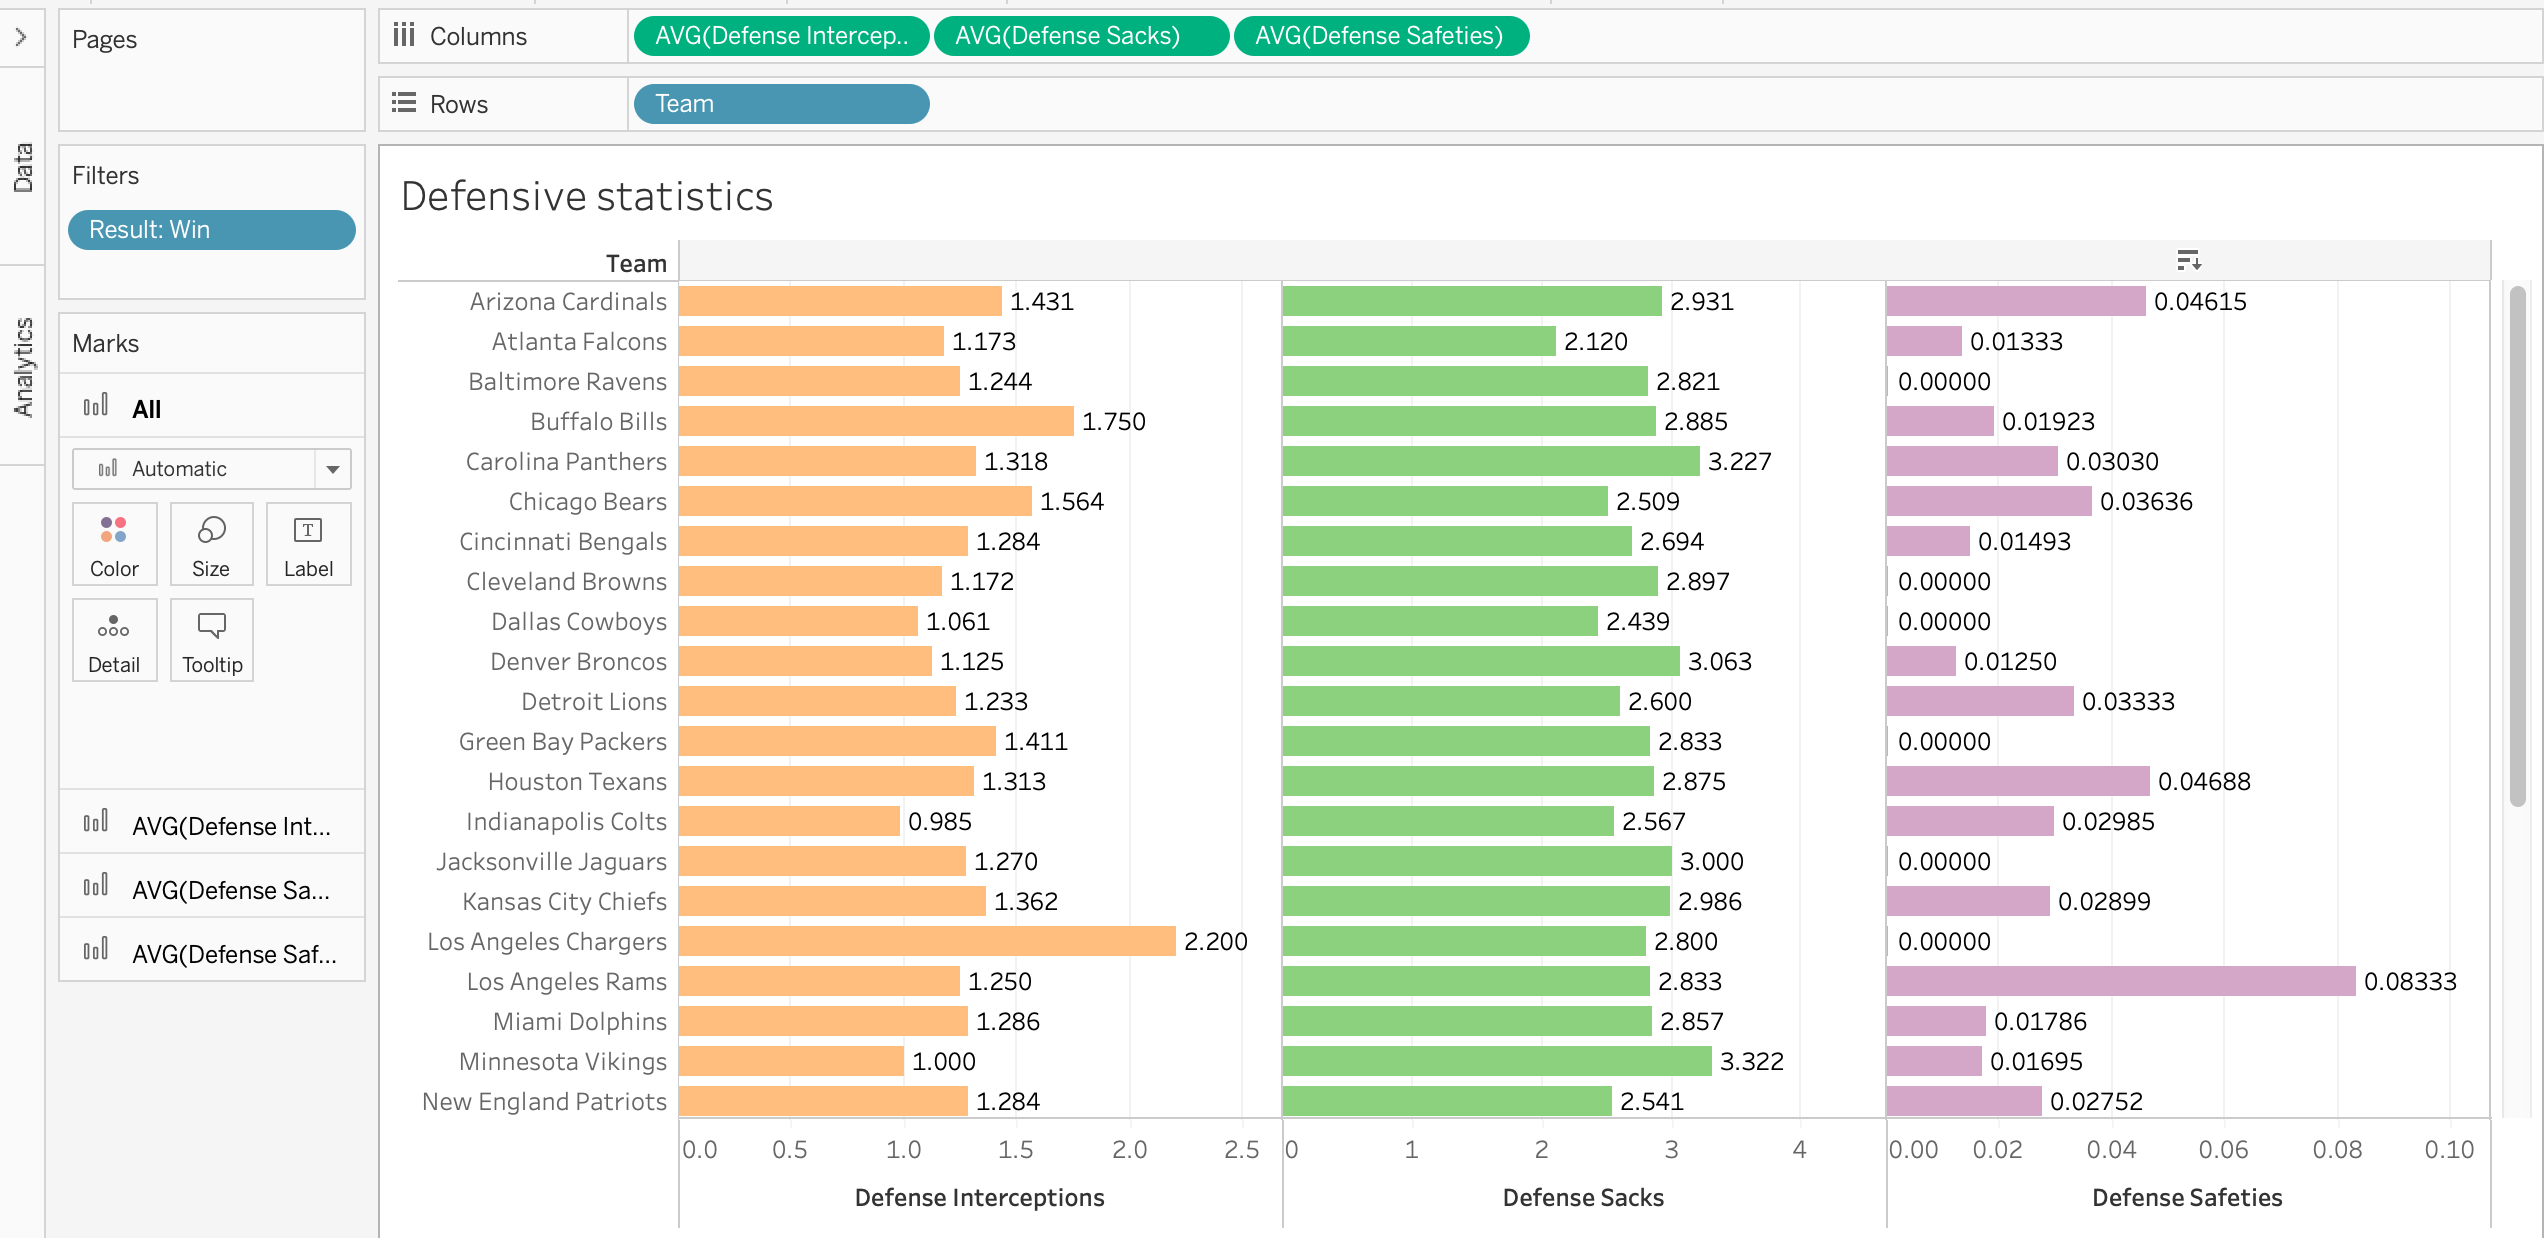 Pages
Columns AVG(Defense Intercep.. AVG(Defense Sacks) AVG(Defense Safeties)
Rows Team
Data
Analytics
Filters
Result: Win
Marks
All
Automatic
Color Size T Label
Detail Tooltip
AVG(Defense Int...
AVG(Defense Sa...
AVG(Defense Saf...
Defensive statistics
Team
Arizona Cardinals 1.431 2.931 0.04615
Atlanta Falcons 1.173 2.120 0.01333
Baltimore Ravens 1.244 2.821 0.00000
Buffalo Bills 1.750 2.885 0.01923
Carolina Panthers 1.318 3.227 0.03030
Chicago Bears 1.564 2.509 0.03636
Cincinnati Bengals 1.284 2.694 0.01493
Cleveland Browns 1.172 2.897 0.00000
Dallas Cowboys 1.061 2.439 0.00000
Denver Broncos 1.125 3.063 0.01250
Detroit Lions 1.233 2.600 0.03333
Green Bay Packers 1.411 2.833 0.00000
Houston Texans 1.313 2.875 0.04688
Indianapolis Colts 0.985 2.567 0.02985
Jacksonville Jaguars 1.270 3.000 0.00000
Kansas City Chiefs 1.362 2.986 0.02899
Los Angeles Chargers 2.200 2.800 0.00000
Los Angeles Rams 1.250 2.833 0.08333
Miami Dolphins 1.286 2.857 0.01786
Minnesota Vikings 1.000 3.322 0.01695
New England Patriots 1.284 2.541 0.02752
0.0 0.5 1.0 1.5 2.0 2.5 0 1 2 3 4 0.00 0.02 0.04 0.06 0.08 0.10
Defense Interceptions Defense Sacks Defense Safeties